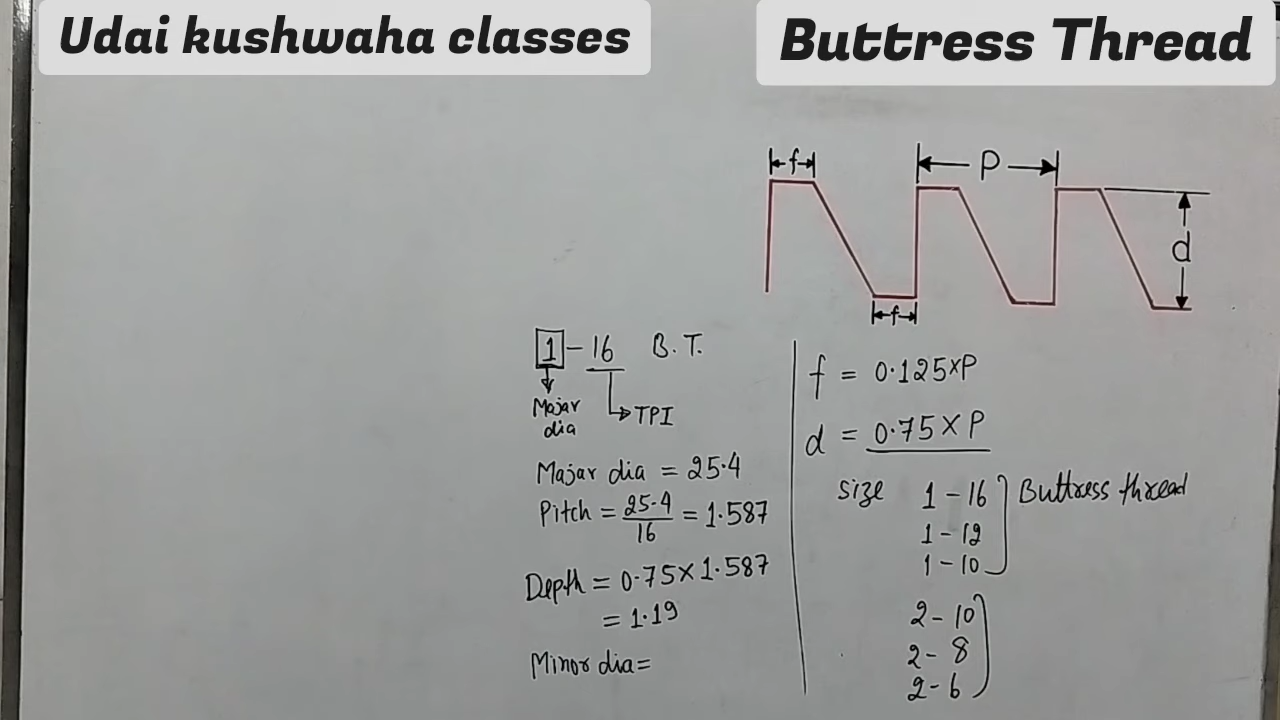 Udai kushwaha classes
Buttress Thread
f
P
d
f
1 - 16 B.T.
Majar
dia
TPI
Majar dia = 25.4
Pitch = 25.4/16 = 1.587
Depth = 0.75 x 1.587
= 1.19
Minor dia =
f = 0.125xP
d = 0.75 x P
Size 1 - 16 Buttress thread
1 - 12
1 - 10
2 - 10
2 - 8
2 - 6